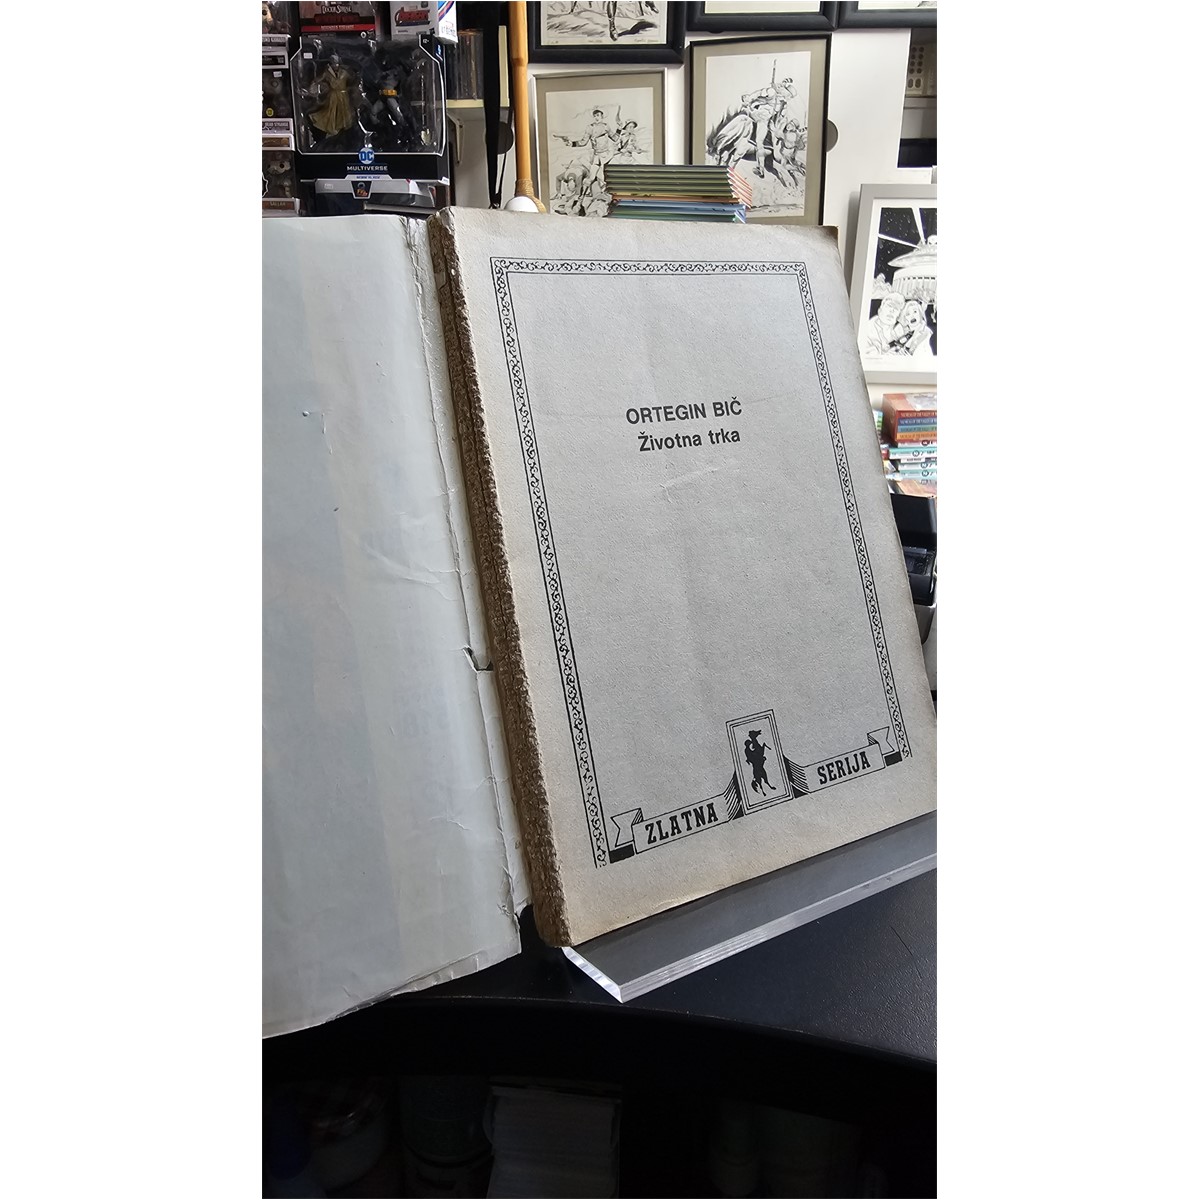 DC
MULTIVERSE
ORTEGIN BIČ
Životna trka
ZLATNA SERIJA